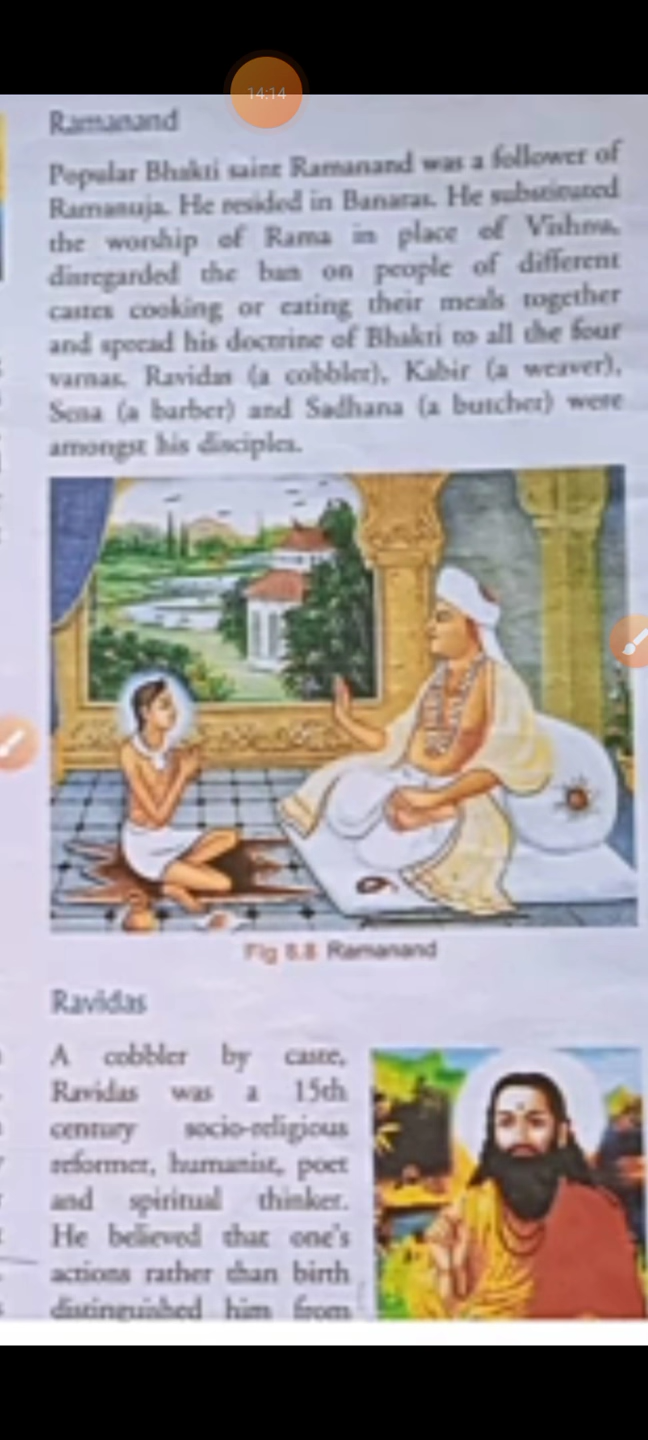 14:14
Ramanand
Popular Bhakti saint Ramanand was a follower of
Ramanuja. He resided in Banaras. He substituted
the worship of Rama in place of Vishnu,
disregarded the ban on people of different
castes cooking or eating their meals together
and spread his doctrine of Bhakti to all the four
varnas. Ravidas (a cobbler), Kabir (a weaver),
Sena (a barber) and Sadhana (a butcher) were
amongst his disciples.
Fig 8.8 Ramanand
Ravidas
A cobbler by caste,
Ravidas was a 15th
century socio-religious
reformer, humanist, poet
and spiritual thinker.
He believed that one's
actions rather than birth
distinguished him from